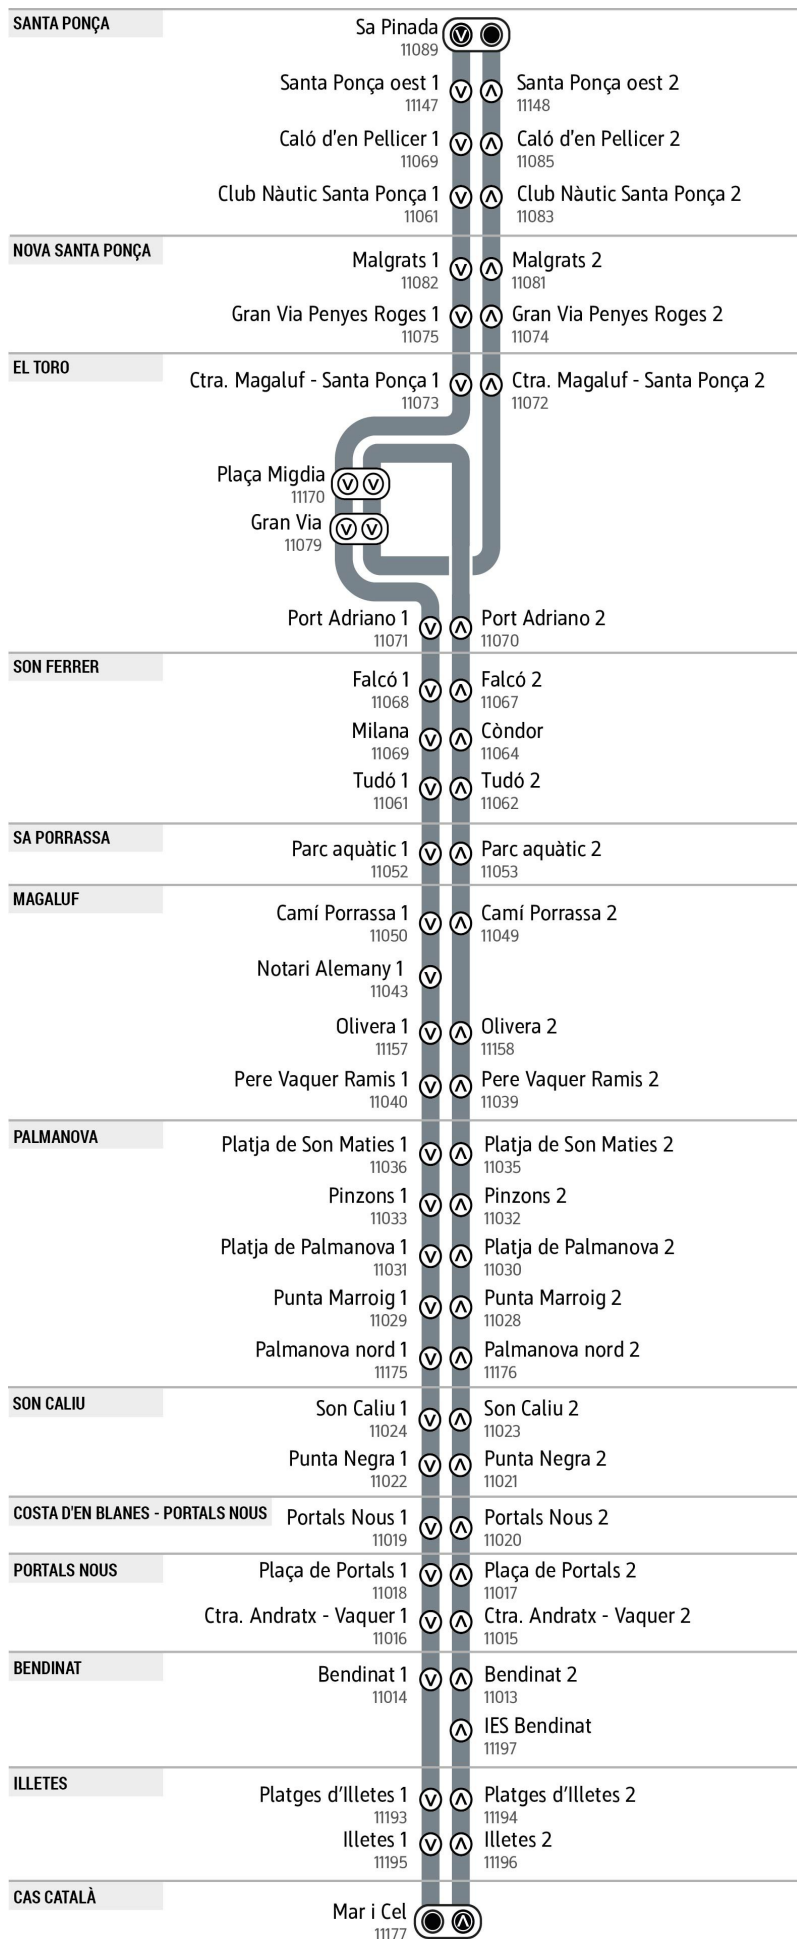 SANTA PONÇA
Sa Pinada
11089
Santa Ponça oest 1
11147
Santa Ponça oest 2
11148
Caló d'en Pellicer 1
11069
Caló d'en Pellicer 2
11085
Club Nàutic Santa Ponça 1
11061
Club Nàutic Santa Ponça 2
11083
NOVA SANTA PONÇA
Malgrats 1
11082
Malgrats 2
11081
Gran Via Penyes Roges 1
11075
Gran Via Penyes Roges 2
11074
EL TORO
Ctra. Magaluf - Santa Ponça 1
11073
Ctra. Magaluf - Santa Ponça 2
11072
Plaça Migdia
11170
Gran Via
11079
Port Adriano 1
11071
Port Adriano 2
11070
SON FERRER
Falcó 1
11068
Falcó 2
11067
Milana
11069
Còndor
11064
Tudó 1
11061
Tudó 2
11062
SA PORRASSA
Parc aquàtic 1
11052
Parc aquàtic 2
11053
MAGALUF
Camí Porrassa 1
11050
Camí Porrassa 2
11049
Notari Alemany 1
11043
Olivera 1
11157
Olivera 2
11158
Pere Vaquer Ramis 1
11040
Pere Vaquer Ramis 2
11039
PALMANOVA
Platja de Son Maties 1
11036
Platja de Son Maties 2
11035
Pinzons 1
11033
Pinzons 2
11032
Platja de Palmanova 1
11031
Platja de Palmanova 2
11030
Punta Marroig 1
11029
Punta Marroig 2
11028
Palmanova nord 1
11175
Palmanova nord 2
11176
SON CALIU
Son Caliu 1
11024
Son Caliu 2
11023
Punta Negra 1
11022
Punta Negra 2
11021
COSTA D'EN BLANES - PORTALS NOUS
Portals Nous 1
11019
Portals Nous 2
11020
PORTALS NOUS
Plaça de Portals 1
11018
Plaça de Portals 2
11017
Ctra. Andratx - Vaquer 1
11016
Ctra. Andratx - Vaquer 2
11015
BENDINAT
Bendinat 1
11014
Bendinat 2
11013
IES Bendinat
11197
ILLETES
Platges d'Illetes 1
11193
Platges d'Illetes 2
11194
Illetes 1
11195
Illetes 2
11196
CAS CATALÀ
Mar i Cel
11177